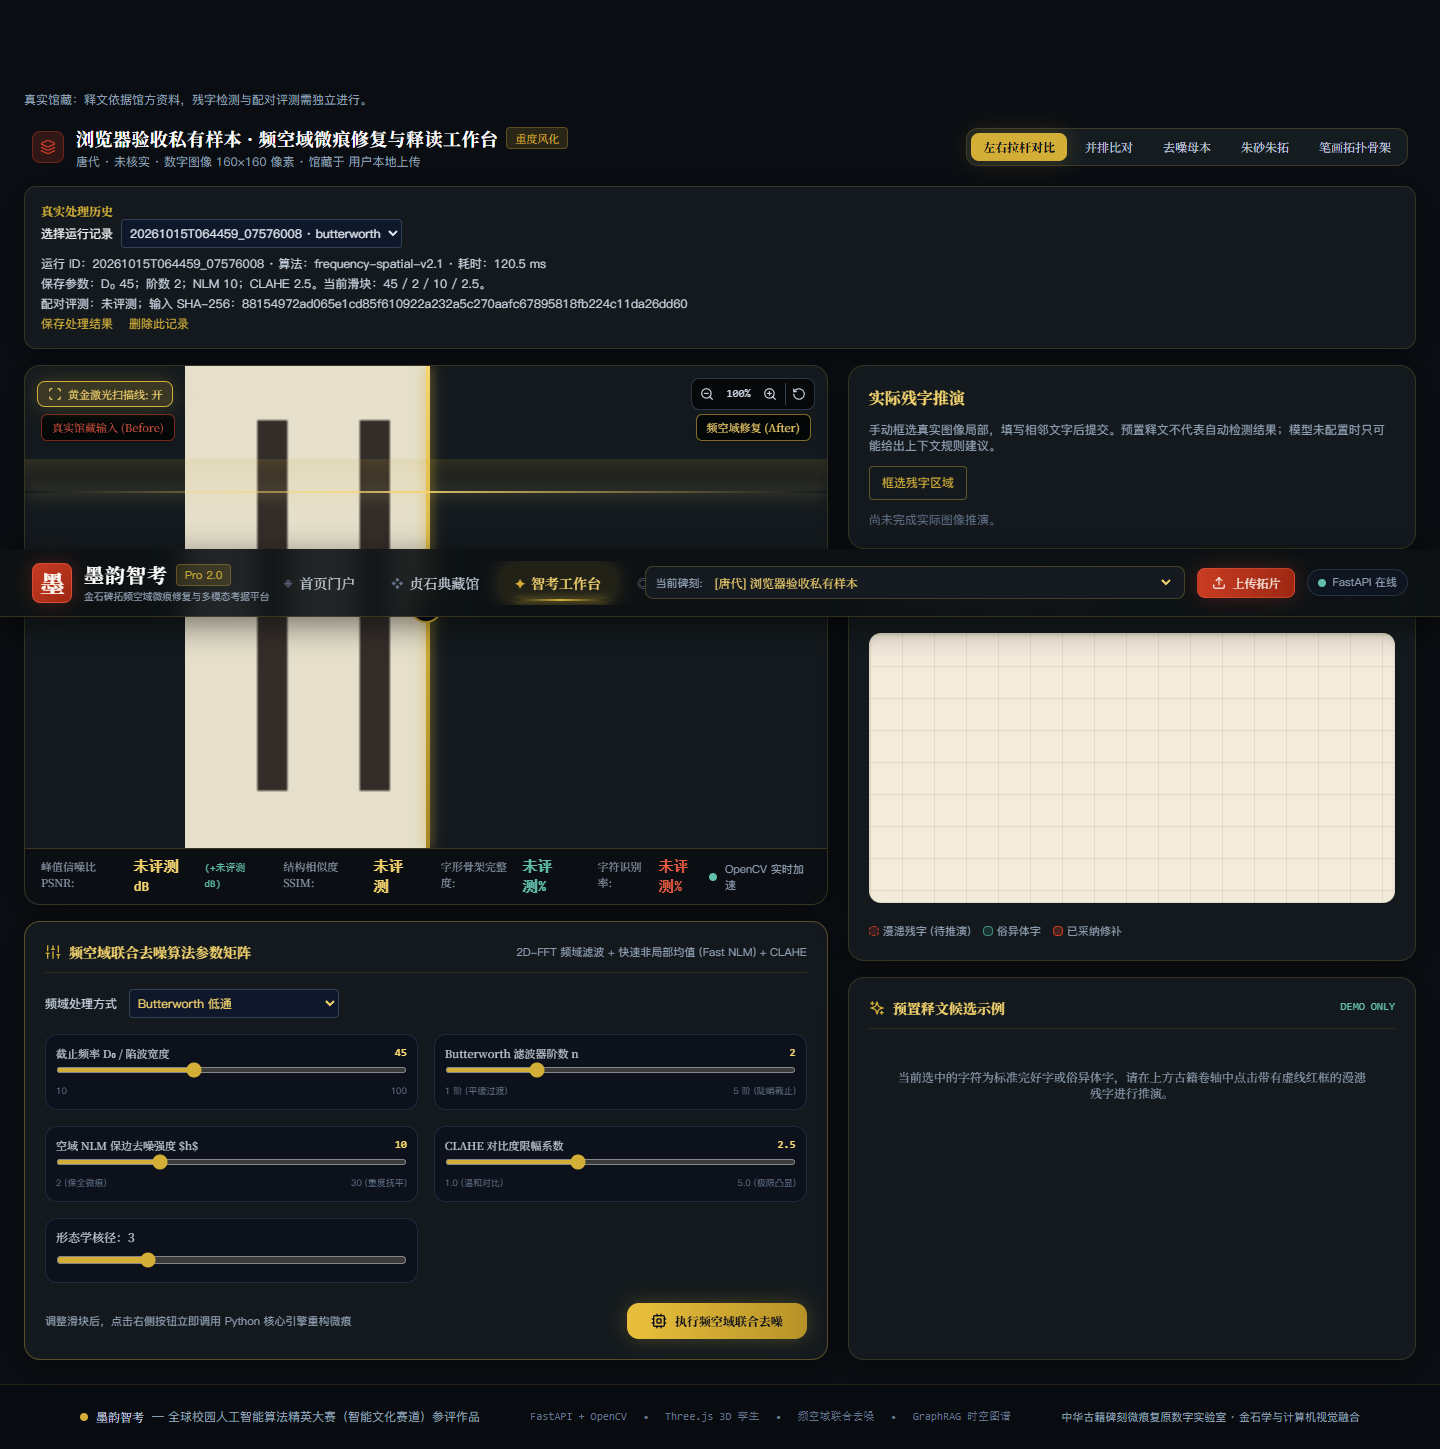 真实馆藏：释文依据馆方资料，残字检测与配对评测需独立进行。
浏览器验收私有样本 · 频空域微痕修复与释读工作台
重度风化
唐代 · 未核实 · 数字图像 160×160 像素 · 馆藏于 用户本地上传
左右拉杆对比
并排比对
去噪母本
朱砂朱拓
笔画拓扑骨架
真实处理历史
选择运行记录
20261015T064459_07576008 · butterworth
运行 ID：20261015T064459_07576008 · 算法：frequency-spatial-v2.1 · 耗时：120.5 ms
保存参数：D₀ 45；阶数 2；NLM 10；CLAHE 2.5。当前滑块：45 / 2 / 10 / 2.5。
配对评测：未评测；输入 SHA-256：88154972ad065e1cd85f610922a232a5c270aafc67895818fb224c11da26dd60
保存处理结果
删除此记录
黄金激光扫描线: 开
真实馆藏输入 (Before)
100%
频空域修复 (After)
实际残字推演
手动框选真实图像局部，填写相邻文字后提交。预置释文不代表自动检测结果；模型未配置时只可
能给出上下文规则建议。
框选残字区域
尚未完成实际图像推演。
墨
墨韵智考
Pro 2.0
金石碑拓频空域微痕修复与多模态考据平台
首页门户
贞石典藏馆
智考工作台
当前碑刻:
[唐代] 浏览器验收私有样本
上传拓片
FastAPI 在线
峰值信噪比
PSNR:
未评测
dB
(+未评测
dB)
结构相似度
SSIM:
未评
测
字形骨架完整
度:
未评
测%
字符识别
率:
未评
测%
OpenCV 实时加
速
漫漶残字 (待推演)
俗异体字
已采纳修补
频空域联合去噪算法参数矩阵
2D-FFT 频域滤波 + 快速非局部均值 (Fast NLM) + CLAHE
频域处理方式
Butterworth 低通
截止频率 D₀ / 陷波宽度
45
10
100
Butterworth 滤波器阶数 n
2
1 阶 (平缓过渡)
5 阶 (陡峭截止)
空域 NLM 保边去噪强度 $h$
10
2 (保全微痕)
30 (重度抚平)
CLAHE 对比度限幅系数
2.5
1.0 (温和对比)
5.0 (极限凸显)
形态学核径：3
调整滑块后，点击右侧按钮立即调用 Python 核心引擎重构微痕
执行频空域联合去噪
预置释文候选示例
DEMO ONLY
当前选中的字符为标准完好字或俗异体字，请在上方古籍卷轴中点击带有虚线红框的漫漶
残字进行推演。
墨韵智考 — 全球校园人工智能算法精英大赛（智能文化赛道）参评作品
FastAPI + OpenCV • Three.js 3D 孪生 • 频空域联合去噪 • GraphRAG 时空图谱
中华古籍碑刻微痕复原数字实验室 · 金石学与计算机视觉融合